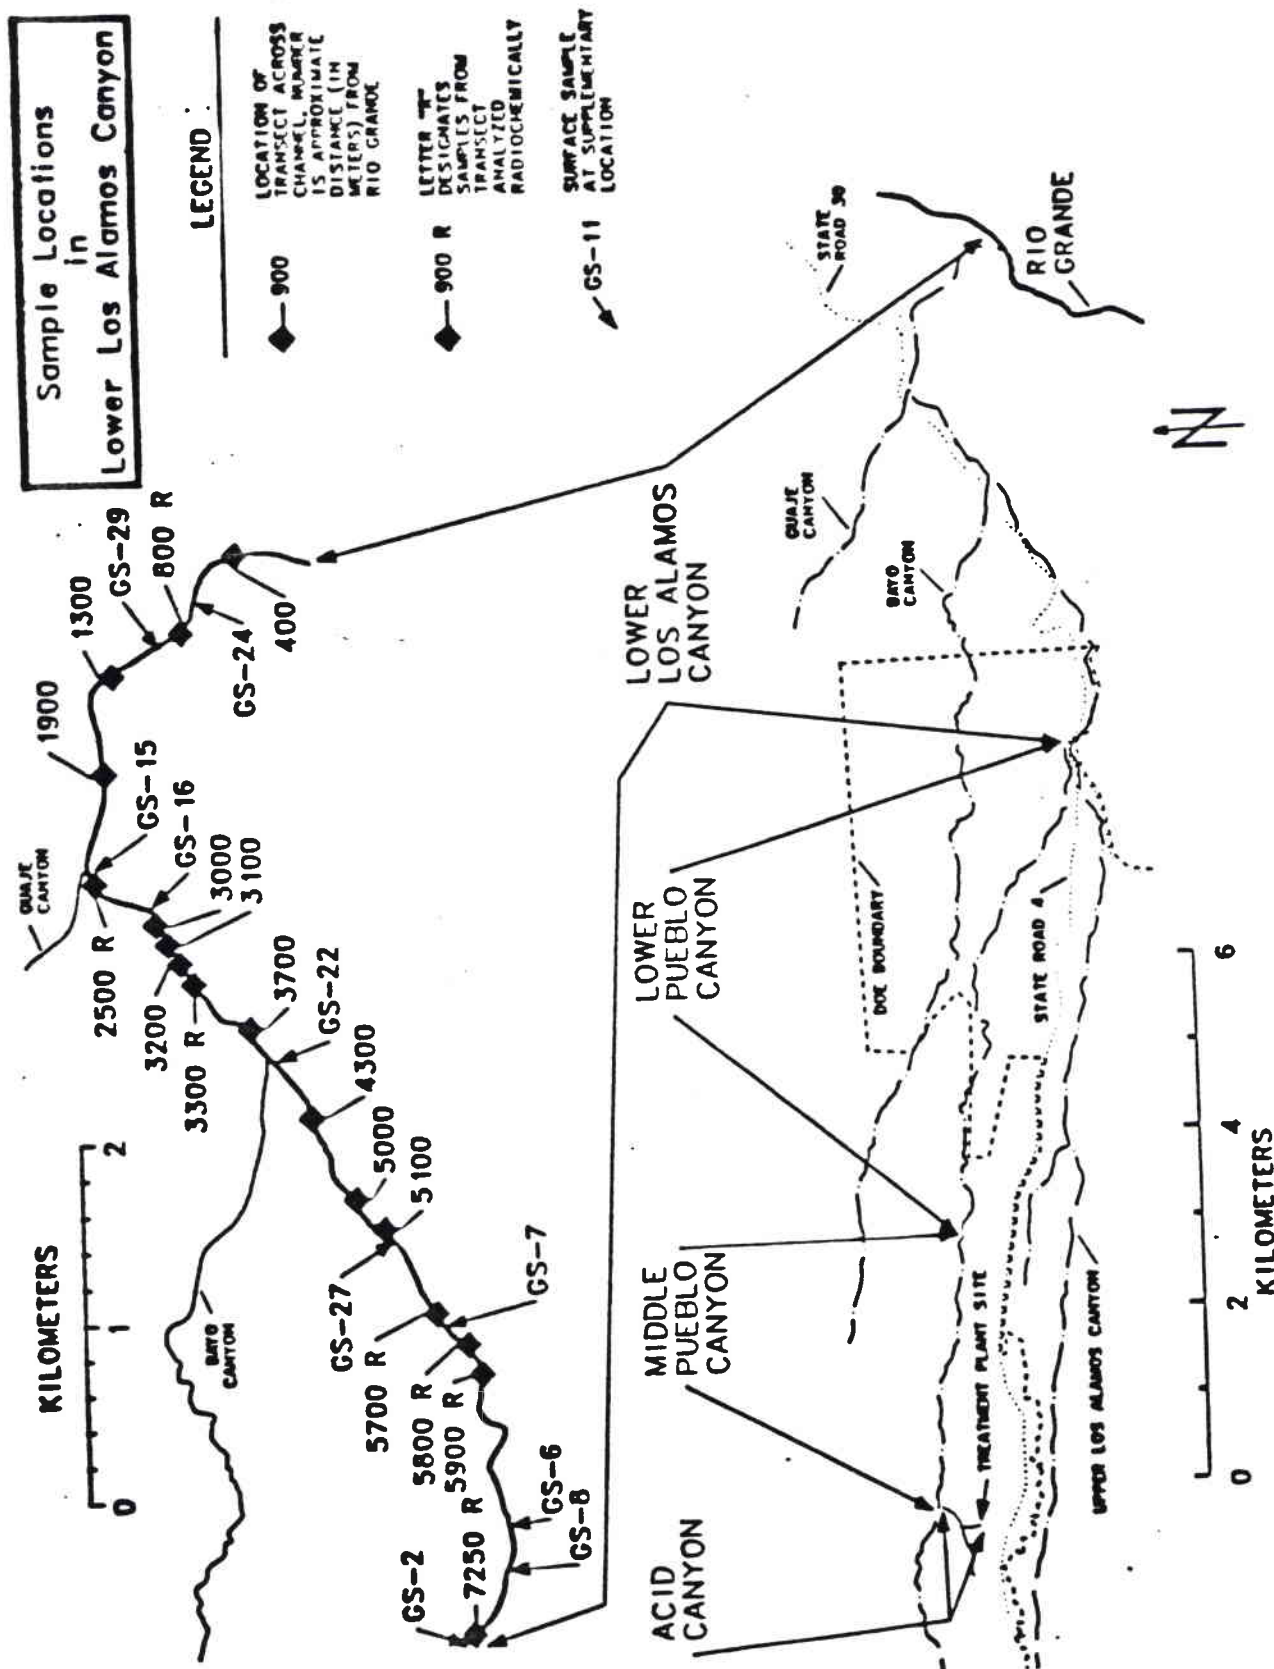 Sample Locations
in
Lower Los Alamos Canyon
LEGEND :
900
LOCATION OF
TRANSECT ACROSS
CHANNEL, NUMBER
IS APPROXIMATE
DISTANCE (IN
METERS) FROM
RIO GRANDE
900 R
LETTER "R"
DESIGNATES
SAMPLES FROM
TRANSECT
ANALYZED
RADIOCHEMICALLY
GS-11
SURFACE SAMPLE
AT SUPPLEMENTARY
LOCATION
KILOMETERS
0
1
2
GUAJE
CANYON
BAYO
CANYON
GS-2
7250 R
GS-8
GS-6
5900 R
5800 R
5700 R
GS-7
GS-27
5100
5000
4300
GS-22
3700
3300 R
3200
3100
3000
GS-16
2500 R
GS-15
1900
1300
GS-29
800 R
GS-24
400
ACID
CANYON
MIDDLE
PUEBLO
CANYON
LOWER
PUEBLO
CANYON
LOWER
LOS ALAMOS
CANYON
GUAJE
CANYON
BAYO
CANYON
STATE
ROAD 30
RIO
GRANDE
DOE BOUNDARY
STATE ROAD 4
TREATMENT PLANT SITE
UPPER LOS ALAMOS CANYON
N
0
2
4
6
KILOMETERS